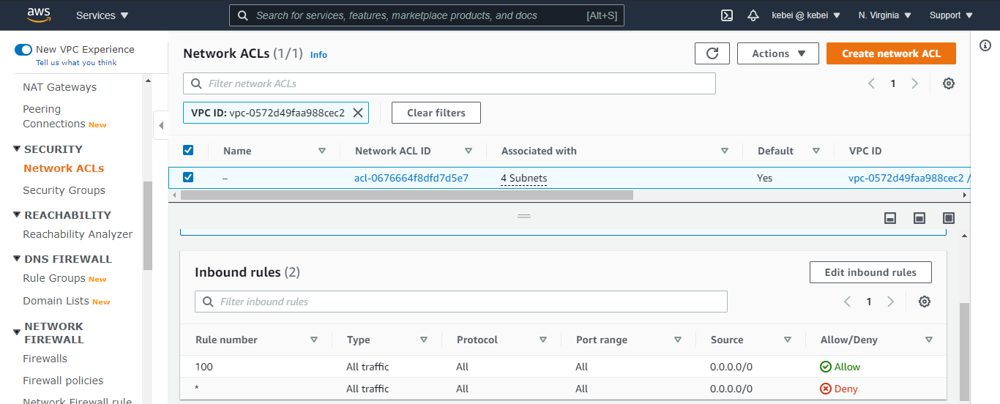 aws Services Search for services, features, marketplace products, and docs [Alt+S] kebei @ kebei N. Virginia Support
New VPC Experience
Tell us what you think
NAT Gateways
Peering
Connections New
SECURITY
Network ACLs
Security Groups
REACHABILITY
Reachability Analyzer
DNS FIREWALL
Rule Groups New
Domain Lists New
NETWORK
FIREWALL
Firewalls
Firewall policies
Network Firewall rule
Network ACLs (1/1) Info Actions Create network ACL
Filter network ACLs 1
VPC ID: vpc-0572d49faa988cec2 Clear filters
Name Network ACL ID Associated with Default VPC ID
– acl-0676664f8dfd7d5e7 4 Subnets Yes vpc-0572d49faa988cec2 /
Inbound rules (2) Edit inbound rules
Filter inbound rules 1
Rule number Type Protocol Port range Source Allow/Deny
100 All traffic All All 0.0.0.0/0 Allow
* All traffic All All 0.0.0.0/0 Deny